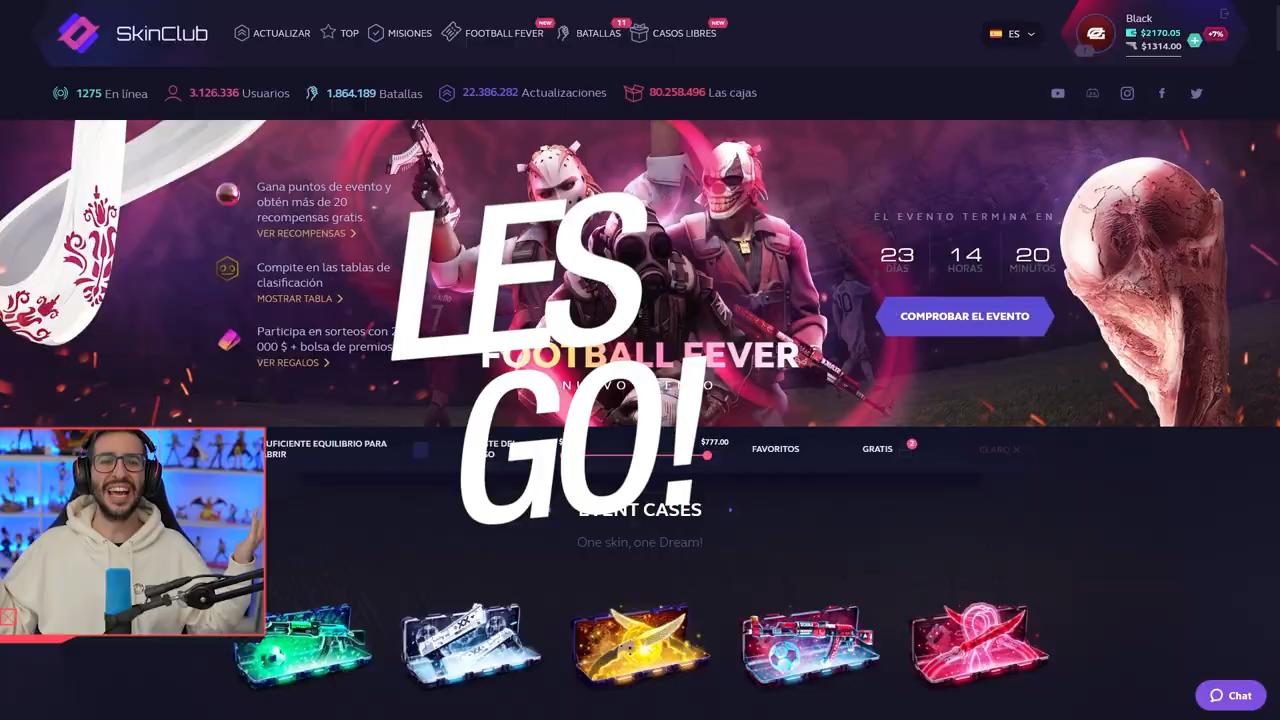 SkinClub
ACTUALIZAR
TOP
MISIONES
FOOTBALL FEVER
NEW
BATALLAS
11
CASOS LIBRES
NEW
ES
Black
$2170.05
$1314.00
+7%
1275 En línea
3.126.336 Usuarios
1.864.189 Batallas
22.386.282 Actualizaciones
80.258.496 Las cajas
Gana puntos de evento y
obtén más de 20
recompensas gratis.
VER RECOMPENSAS
Compite en las tablas de
clasificación
MOSTRAR TABLA
Participa en sorteos con
000 $ + bolsa de premios
VER REGALOS
LES
GO!
FOOTBALL FEVER
EL EVENTO TERMINA EN
23 14 20
DÍAS HORAS MINUTOS
COMPROBAR EL EVENTO
UFICIENTE EQUILIBRIO PARA
BRIR
$777.00
FAVORITOS
GRATIS
2
CLARO
EVENT CASES
One skin, one Dream!
Chat